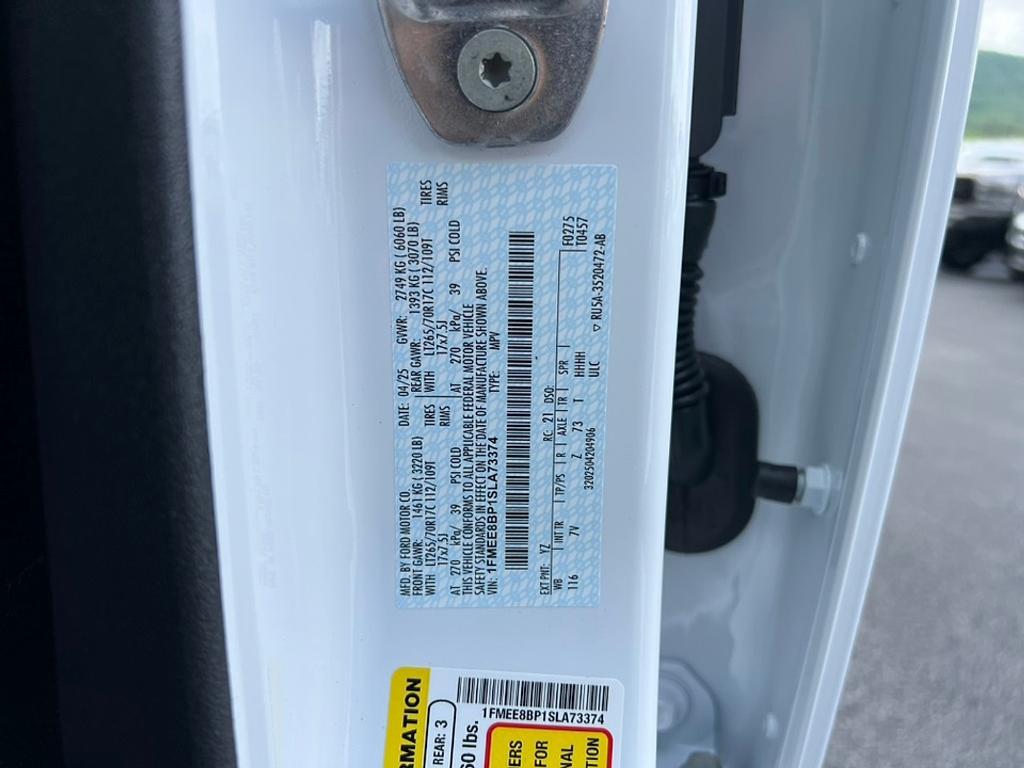 MFD. BY FORD MOTOR CO.
DATE: 04/25 GVWR: 2749 KG ( 6060 LB)
FRONT GAWR: 1461 KG ( 3220 LB)
REAR GAWR: 1393 KG ( 3070 LB)
WITH LT265/70R17C 112/109T TIRES
WITH LT265/70R17C 112/109T TIRES
17x7.5J RIMS
17x7.5J RIMS
AT 270 kPa/ 39 PSI COLD
AT 270 kPa/ 39 PSI COLD
THIS VEHICLE CONFORMS TO ALL APPLICABLE FEDERAL MOTOR VEHICLE
SAFETY STANDARDS IN EFFECT ON THE DATE OF MANUFACTURE SHOWN ABOVE.
VIN: 1FMEE8BP1SLA73374 TYPE: MPV
EXT PNT: YZ RC: 21 DSO: F0275
WB INT TR TP/PS R AXLE TR SPR T0457
116 7V Z 73 T HHHH
3202504204906 ULC
▽ RU5A-3520472-AB
1FMEE8BP1SLA73374
REAR: 3